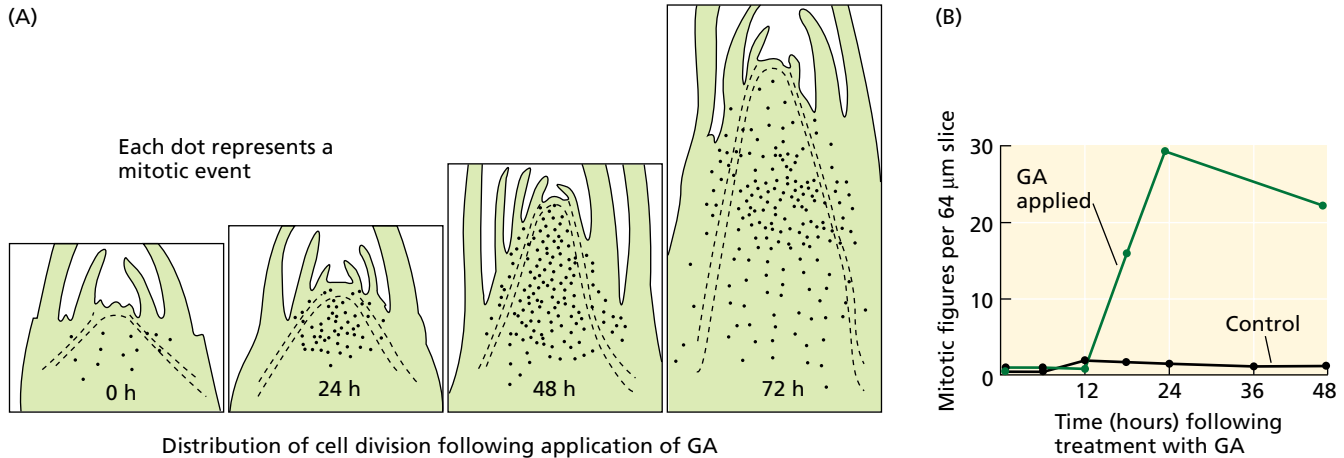 (A)
Each dot represents a
mitotic event
0 h
24 h
48 h
72 h
Distribution of cell division following application of GA
(B)
Mitotic figures per 64 μm slice
30
20
10
0
GA
applied
Control
12
24
36
48
Time (hours) following
treatment with GA